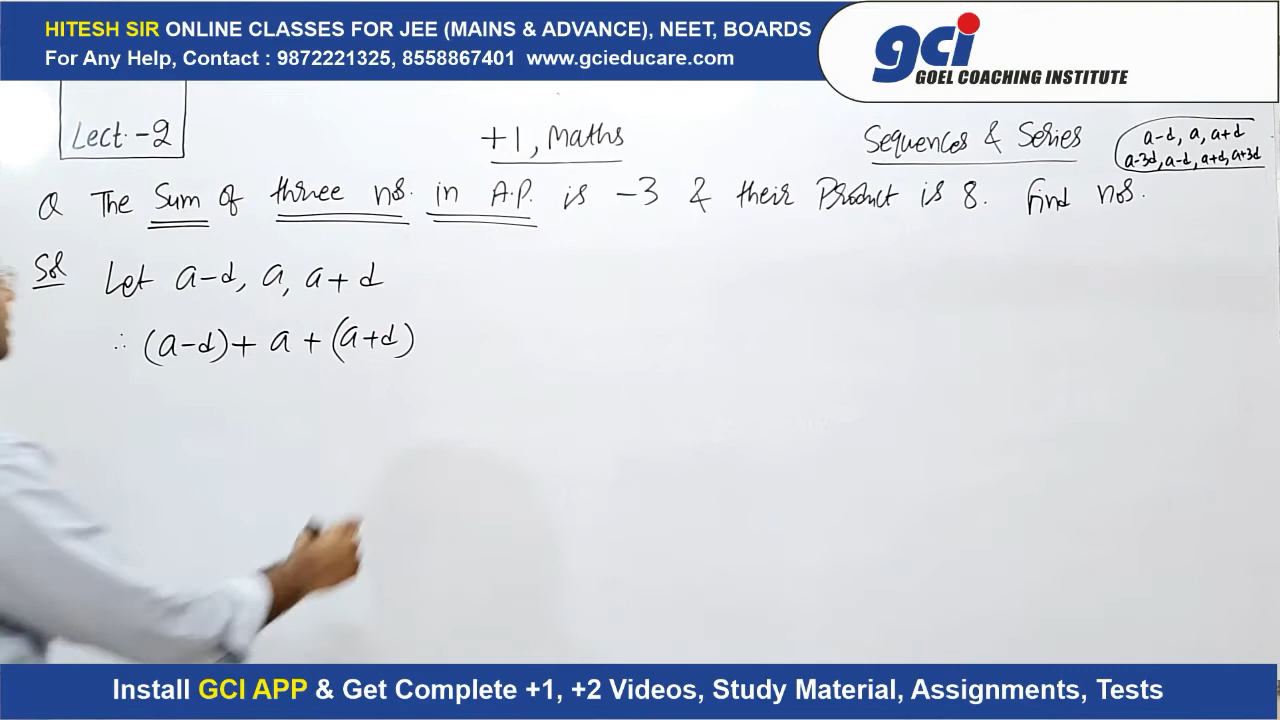 HITESH SIR ONLINE CLASSES FOR JEE (MAINS & ADVANCE), NEET, BOARDS
For Any Help, Contact : 9872221325, 8558867401 www.gcieducare.com
gci
GOEL COACHING INSTITUTE
Lect. -2
+1, Maths
Sequences & Series
a-d, a, a+d
a-3d, a-d, a+d, a+3d
Q The Sum of three nos. in A.P. is -3 & their Product is 8. Find nos.
Sol Let a-d, a, a+d
∴ (a-d) + a + (a+d)
Install GCI APP & Get Complete +1, +2 Videos, Study Material, Assignments, Tests